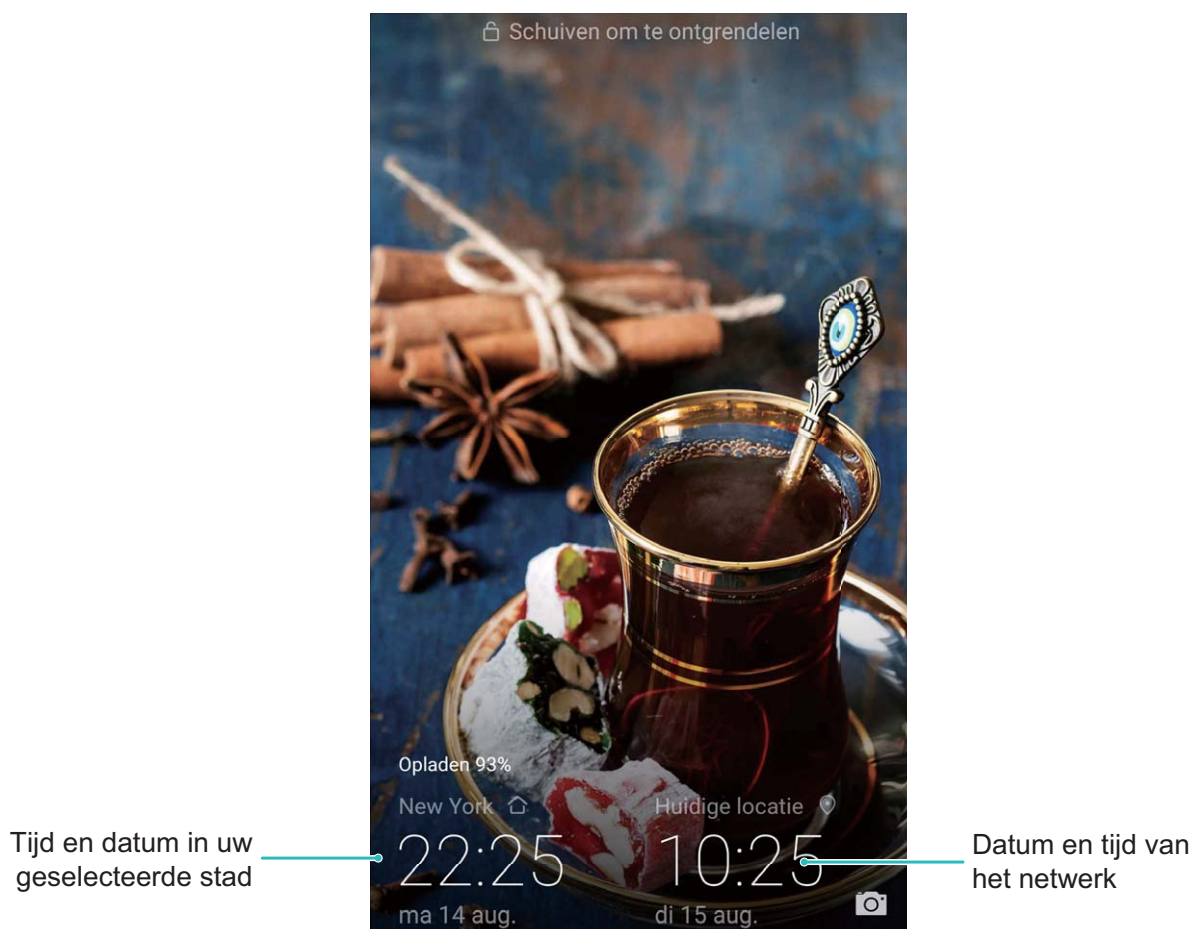 Schuiven om te ontgrendelen
Opladen 93%
New York
Huidige locatie
22:25
10:25
ma 14 aug.
di 15 aug.
Tijd en datum in uw
geselecteerde stad
Datum en tijd van
het netwerk